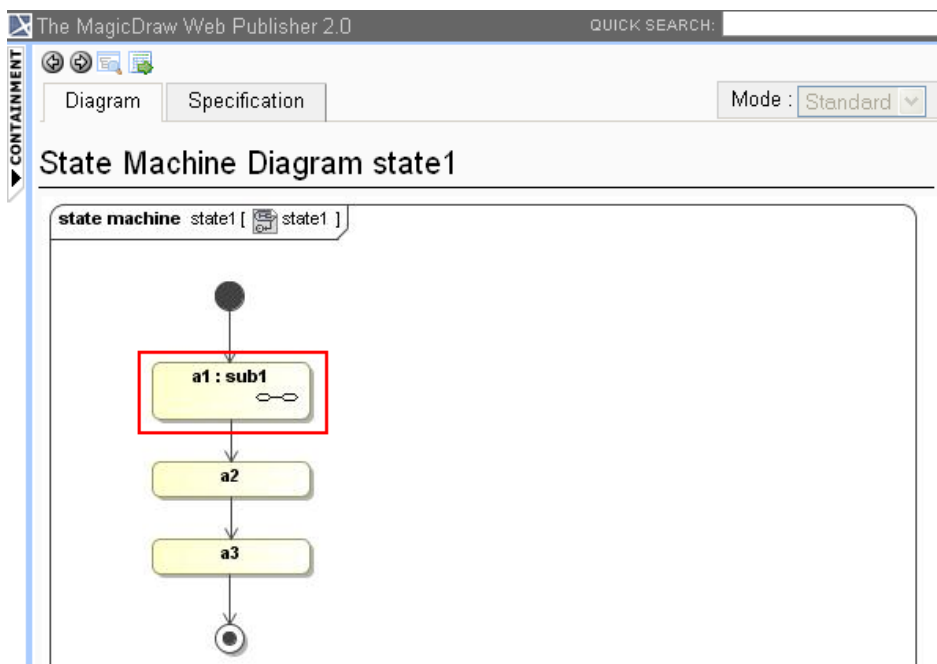 The MagicDraw Web Publisher 2.0 QUICK SEARCH:
CONTAINMENT
Diagram Specification Mode : Standard
State Machine Diagram state1
state machine state1 [ state1 ]
a1 : sub1
a2
a3